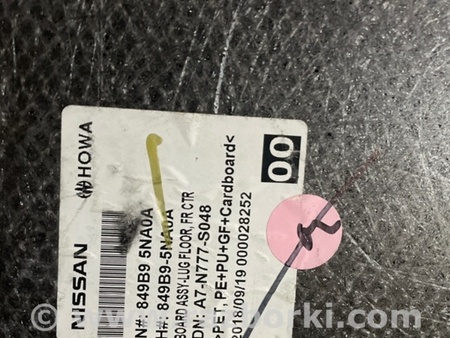 NISSAN HOWA
N#: 849B9 5NA0A
H#: 849B9-5NA0A
BOARD ASSY-LUG FLOOR, FR CTR
DN: A7-N777-S048
>PET, PE+PU+GF+Cardboard<
2018/09/19 000028252
00